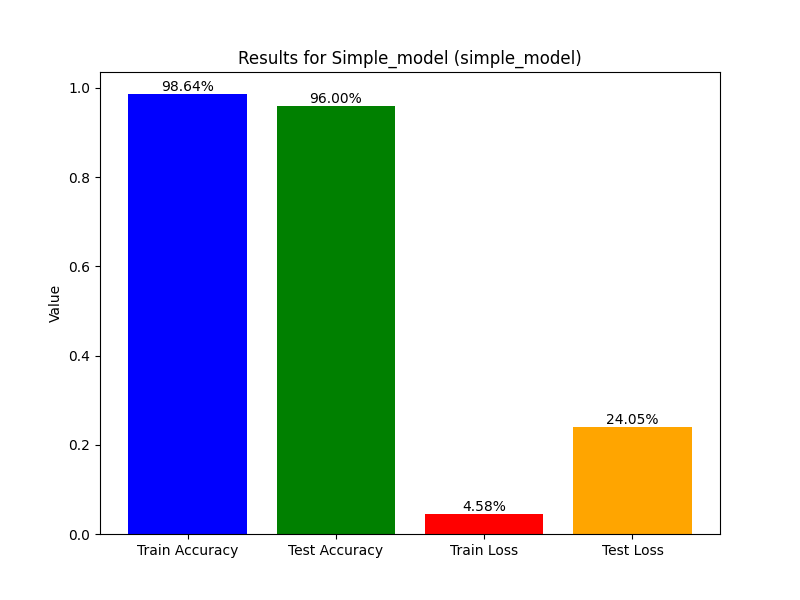 Results for Simple_model (simple_model)
1.0
0.8
0.6
0.4
0.2
0.0
Value
98.64%
96.00%
4.58%
24.05%
Train Accuracy
Test Accuracy
Train Loss
Test Loss